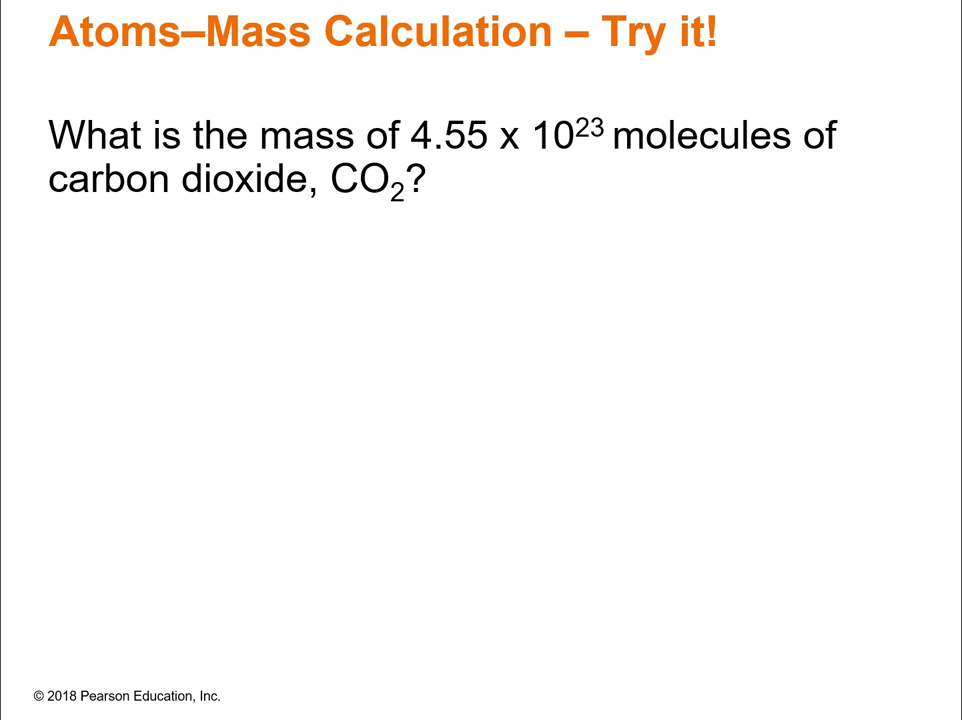 Atoms–Mass Calculation – Try it!
What is the mass of 4.55 x 10²³ molecules of
carbon dioxide, CO₂?
© 2018 Pearson Education, Inc.